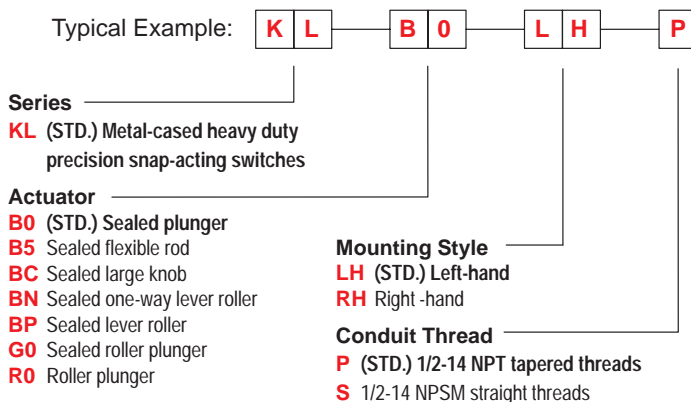 Typical Example: K L B 0 L H P
Series
KL (STD.) Metal-cased heavy duty
precision snap-acting switches
Actuator
B0 (STD.) Sealed plunger
B5 Sealed flexible rod
BC Sealed large knob
BN Sealed one-way lever roller
BP Sealed lever roller
G0 Sealed roller plunger
R0 Roller plunger
Mounting Style
LH (STD.) Left-hand
RH Right -hand
Conduit Thread
P (STD.) 1/2-14 NPT tapered threads
S 1/2-14 NPSM straight threads